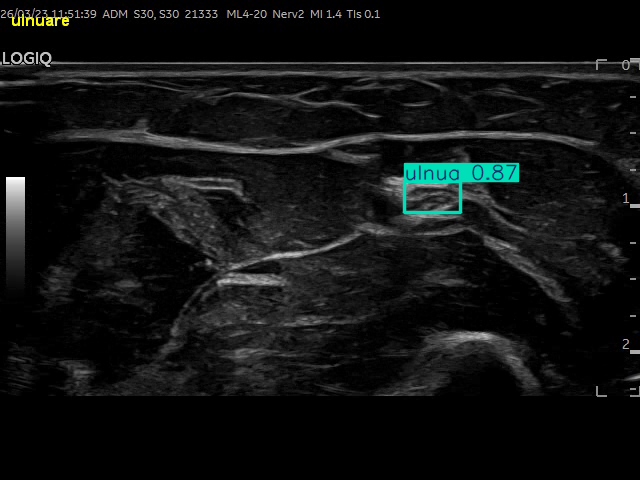 26/03/23 11:51:39 ADM S30, S30 21333 ML4-20 Nerv2 MI 1.4 TIs 0.1
ulnuare
LOGIQ
0
ulnua 0.87
1
2